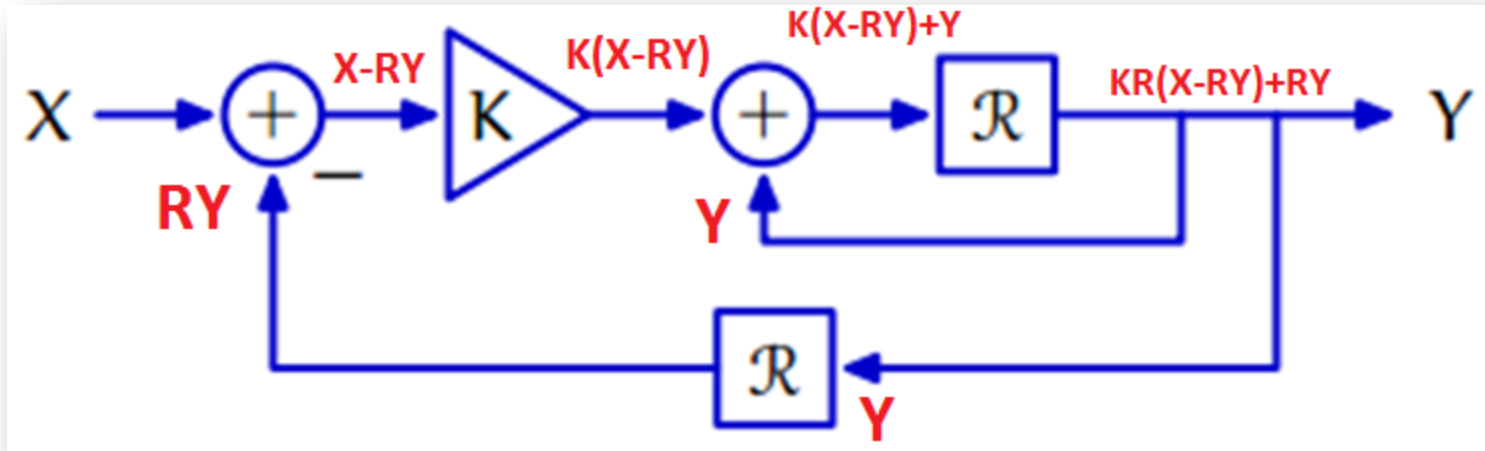 K(X-RY)+Y
X-RY
K(X-RY)
KR(X-RY)+RY
X
+
K
+
ℛ
Y
−
RY
Y
ℛ
Y